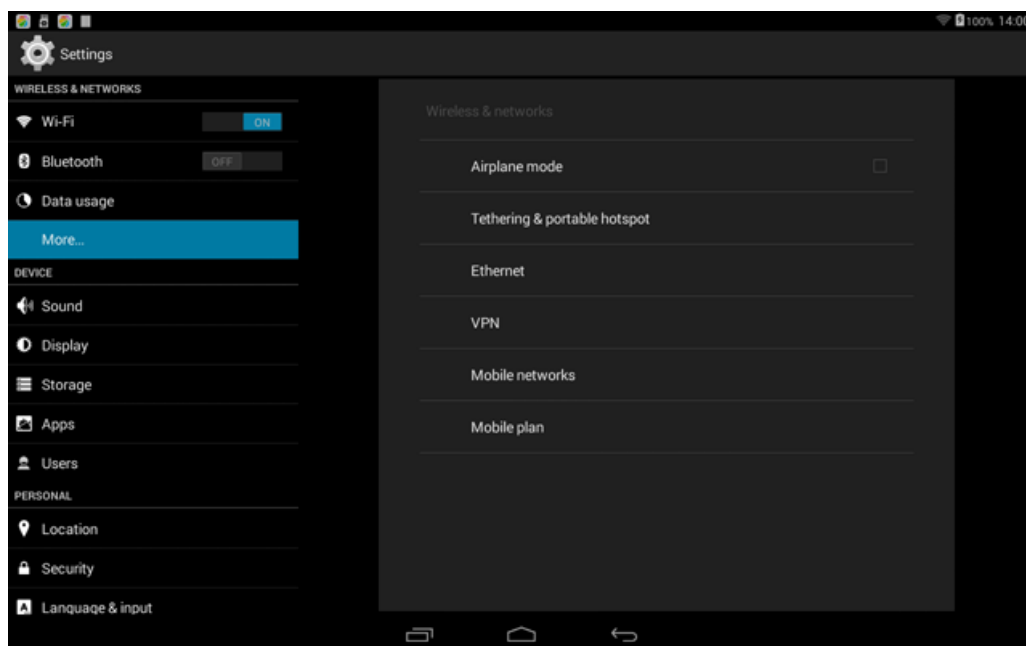 100% 14:00
Settings
WIRELESS & NETWORKS
Wi-Fi ON
Bluetooth OFF
Data usage
More...
DEVICE
Sound
Display
Storage
Apps
Users
PERSONAL
Location
Security
Language & input
Wireless & networks
Airplane mode
Tethering & portable hotspot
Ethernet
VPN
Mobile networks
Mobile plan